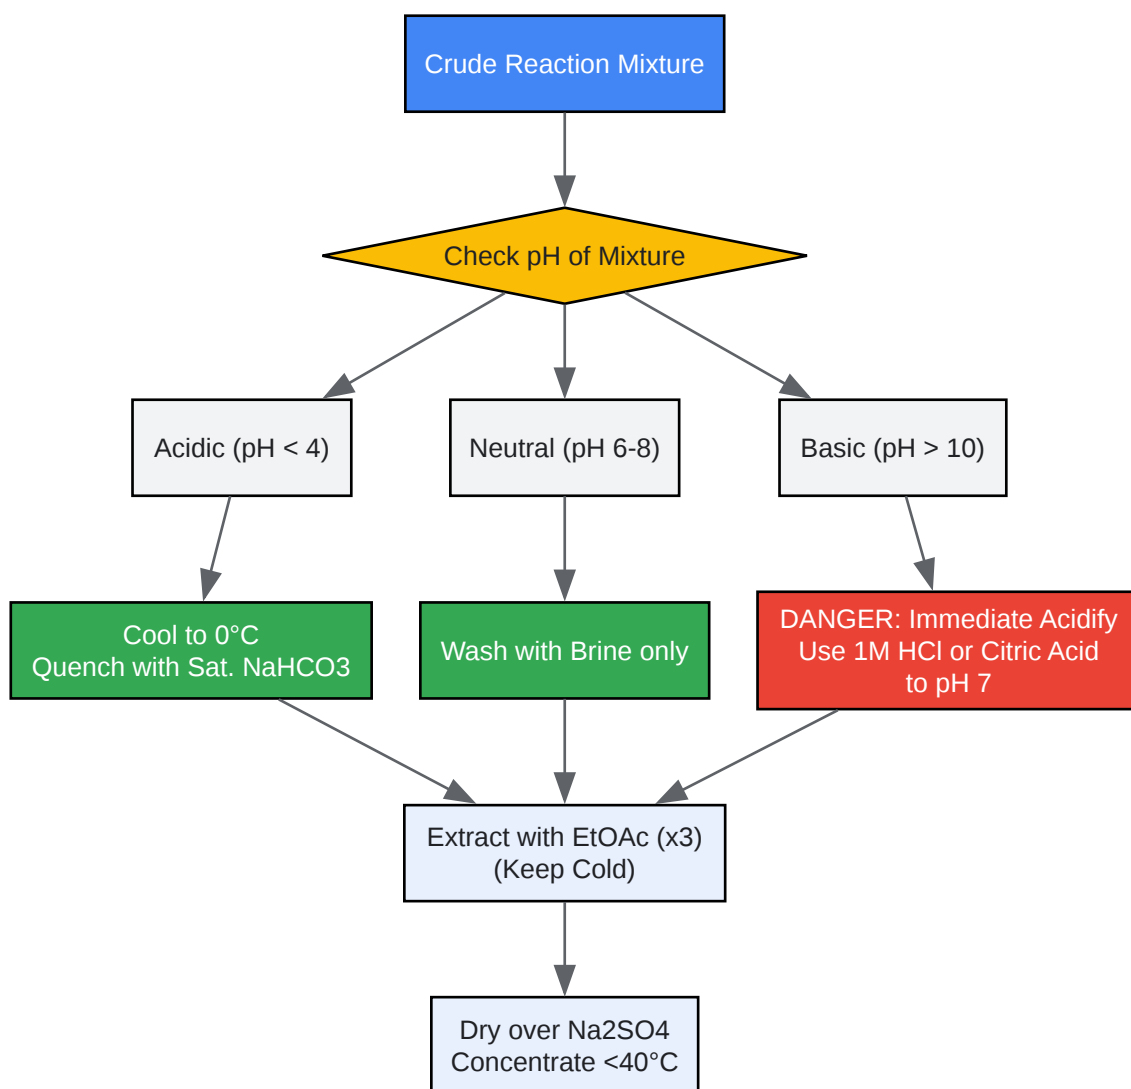 Crude Reaction Mixture
Check pH of Mixture
Acidic (pH < 4)
Neutral (pH 6-8)
Basic (pH > 10)
Cool to 0°C
Quench with Sat. NaHCO3
Wash with Brine only
DANGER: Immediate Acidify
Use 1M HCl or Citric Acid
to pH 7
Extract with EtOAc (x3)
(Keep Cold)
Dry over Na2SO4
Concentrate <40°C